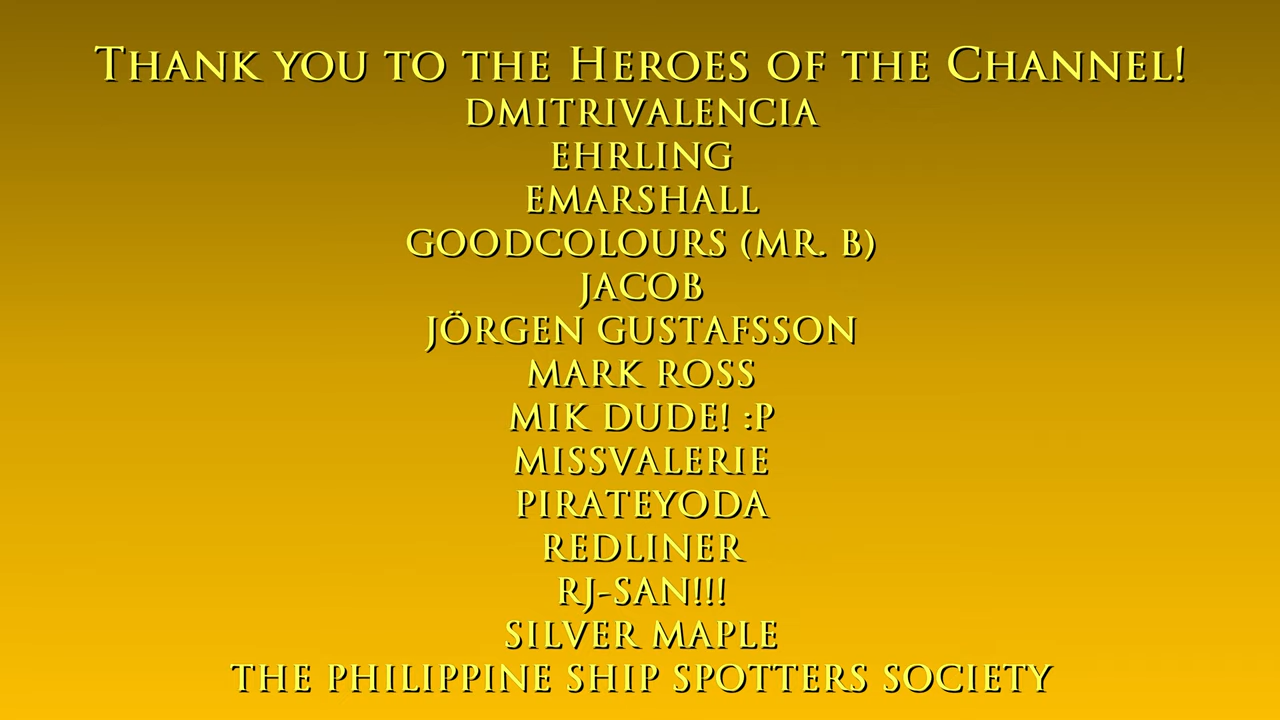 Thank you to the Heroes of the Channel!
DMITRIVALENCIA
EHRLING
EMARSHALL
GOODCOLOURS (MR. B)
JACOB
JÖRGEN GUSTAFSSON
MARK ROSS
MIK DUDE! :P
MISSVALERIE
PIRATEYODA
REDLINER
RJ-SAN!!!
SILVER MAPLE
THE PHILIPPINE SHIP SPOTTERS SOCIETY